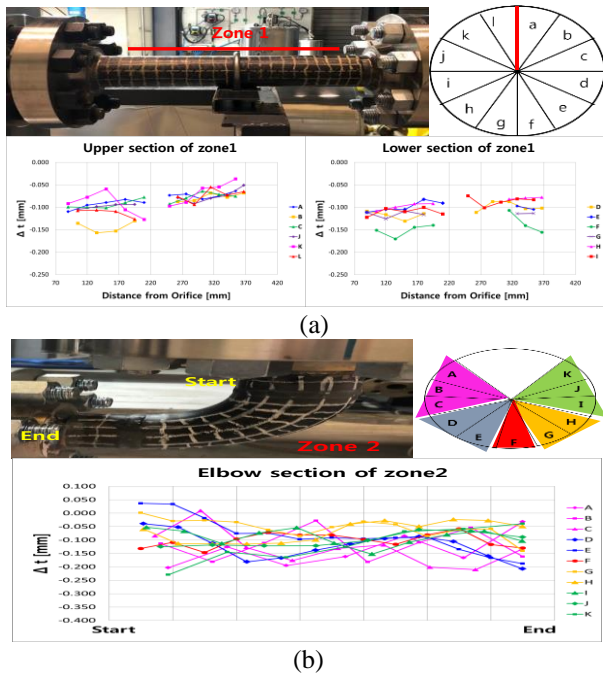 Zone 1
a
b
c
d
e
f
g
h
i
j
k
l
Upper section of zone1
Δ t [mm]
0.000
-0.050
-0.100
-0.150
-0.200
-0.250
70 120 170 220 270 320 370 420
Distance from Orifice [mm]
A
B
C
J
K
L
Lower section of zone1
Δ t [mm]
0.000
-0.050
-0.100
-0.150
-0.200
-0.250
70 120 170 220 270 320 370 420
Distance from Orifice [mm]
D
E
F
G
H
I
(a)
Start
End
Zone 2
A
B
C
D
E
F
G
H
I
J
K
Elbow section of zone2
Δ t [mm]
0.100
0.050
0.000
-0.050
-0.100
-0.150
-0.200
-0.250
-0.300
-0.350
-0.400
Start End
A
B
C
D
E
F
G
H
I
J
K
(b)